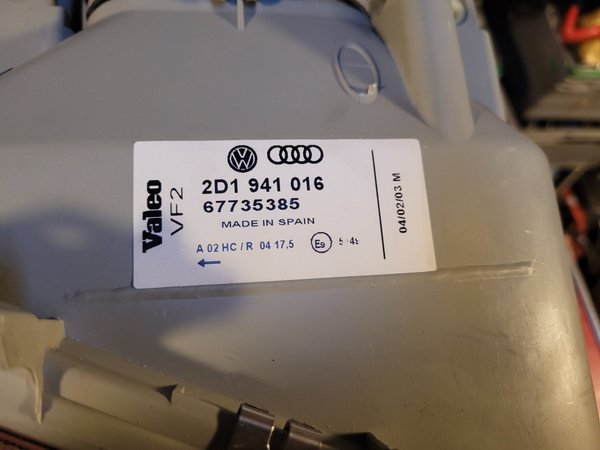 Valeo
VF2
2D1 941 016
67735385
MADE IN SPAIN
A 02 HC / R 04 17,5
E9
04/02/03 M